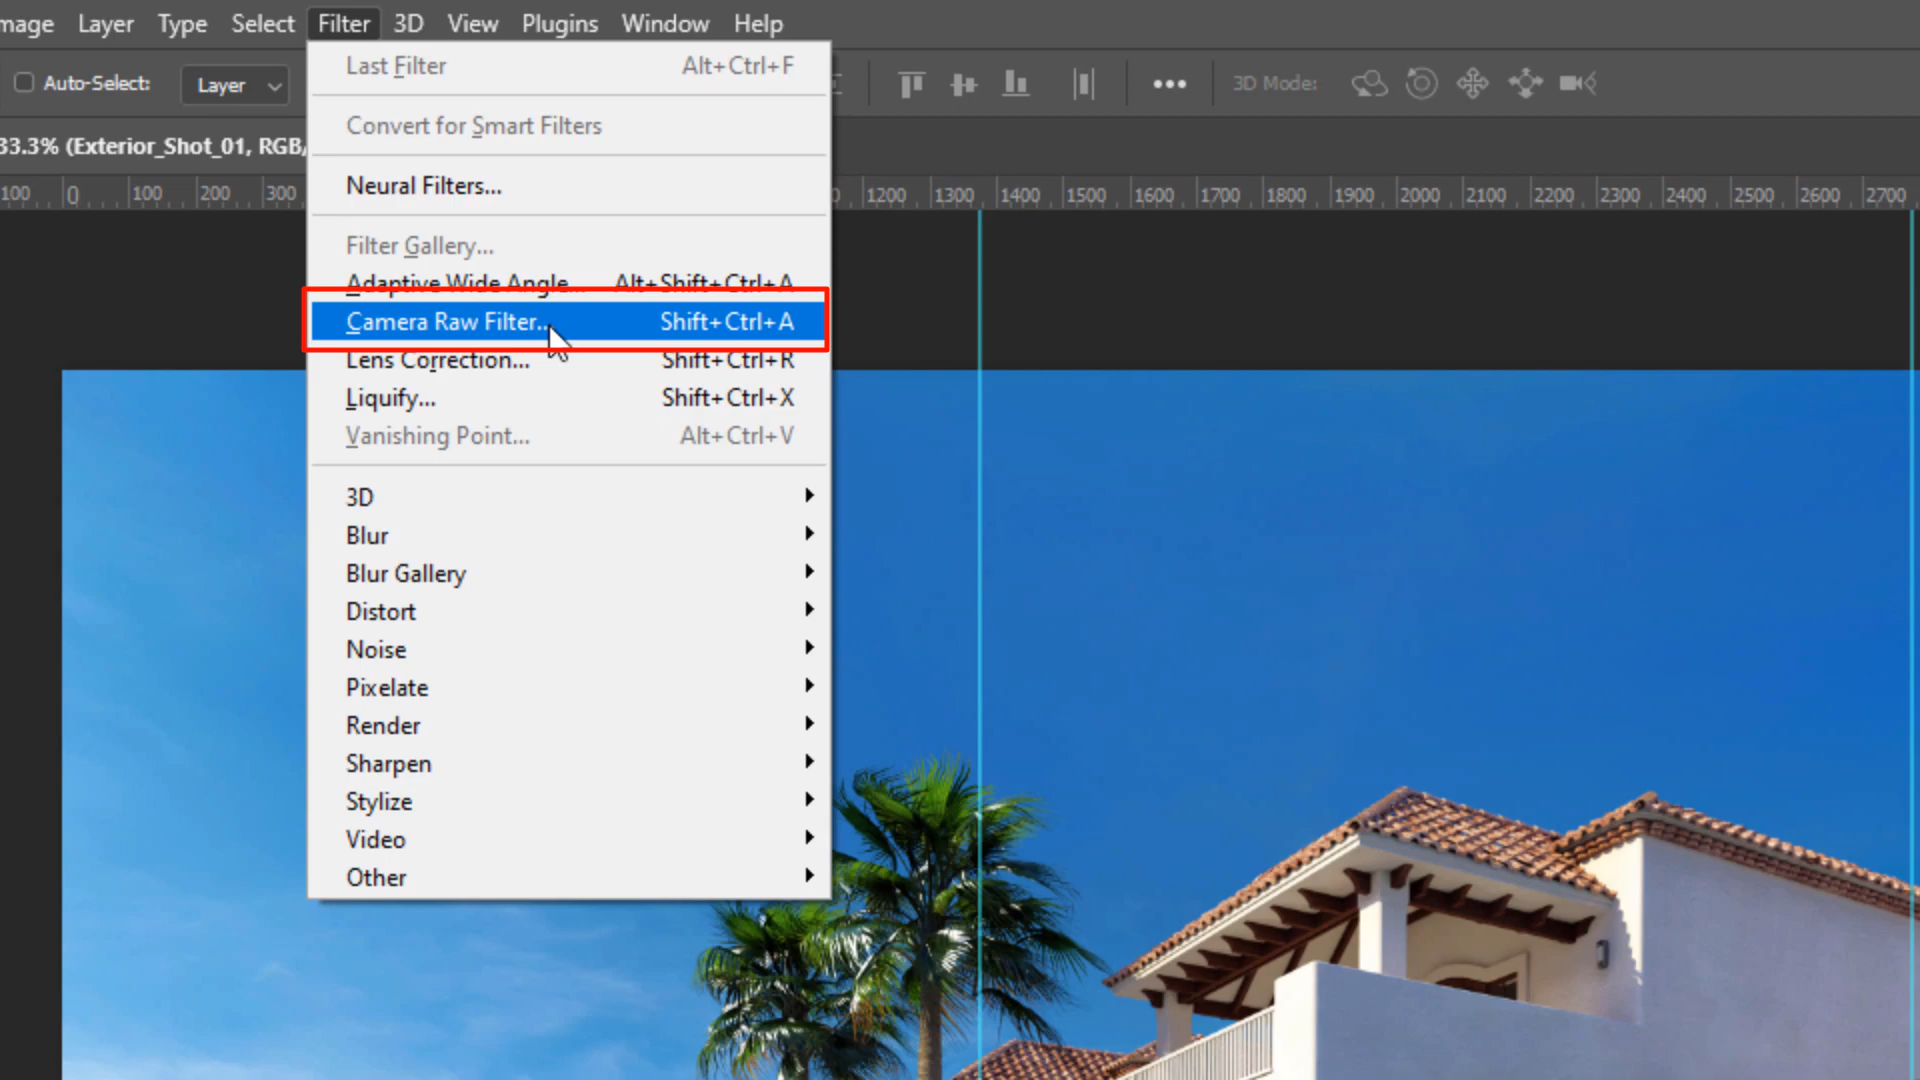 mage Layer Type Select Filter 3D View Plugins Window Help
Auto-Select: Layer 3D Mode:
33.3% (Exterior_Shot_01, RGB/
100 0 100 200 300 0 1200 1300 1400 1500 1600 1700 1800 1900 2000 2100 2200 2300 2400 2500 2600 2700
Last Filter Alt+Ctrl+F
Convert for Smart Filters
Neural Filters...
Filter Gallery...
Adaptive Wide Angle... Alt+Shift+Ctrl+A
Camera Raw Filter... Shift+Ctrl+A
Lens Correction... Shift+Ctrl+R
Liquify... Shift+Ctrl+X
Vanishing Point... Alt+Ctrl+V
3D
Blur
Blur Gallery
Distort
Noise
Pixelate
Render
Sharpen
Stylize
Video
Other